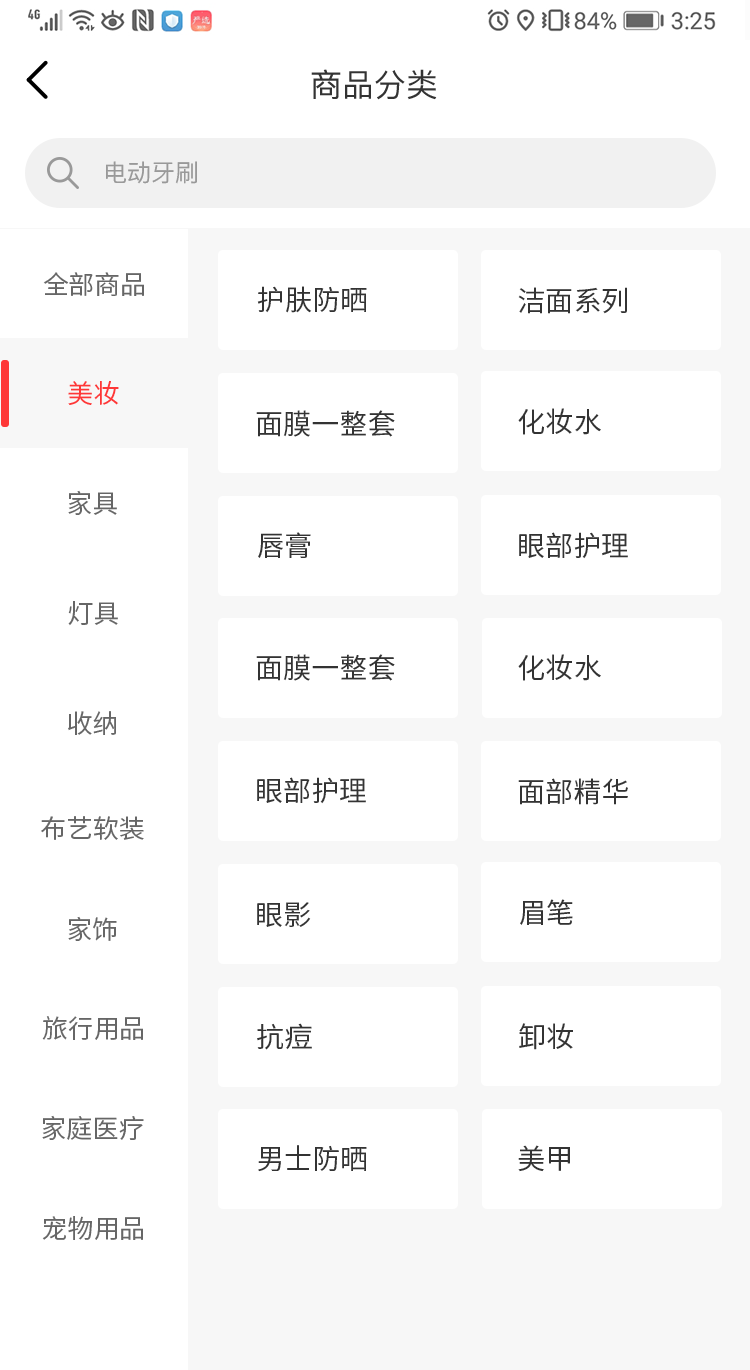 4G 严选 84% 3:25
商品分类
电动牙刷
全部商品
美妆
家具
灯具
收纳
布艺软装
家饰
旅行用品
家庭医疗
宠物用品
护肤防晒 洁面系列
面膜一整套 化妆水
唇膏 眼部护理
面膜一整套 化妆水
眼部护理 面部精华
眼影 眉笔
抗痘 卸妆
男士防晒 美甲